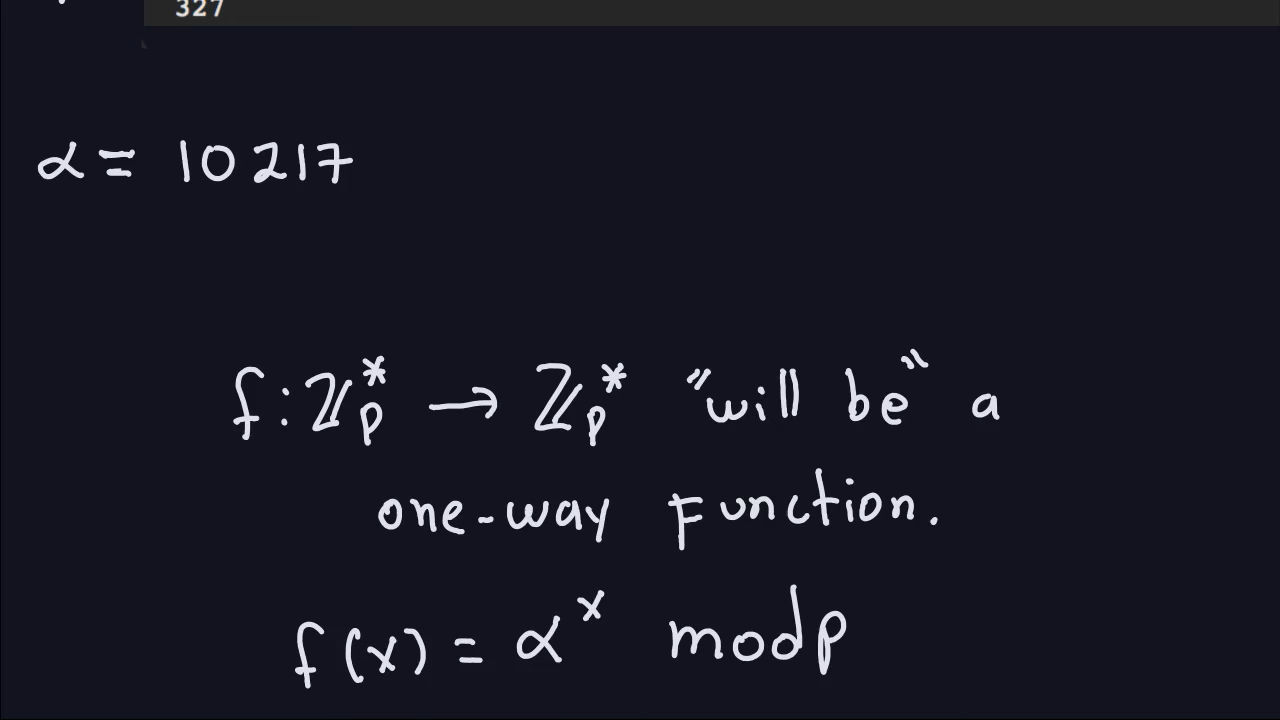 327
α = 10217
f : ℤₚ* → ℤₚ* "will be" a
one-way function.
f(x) = α^x mod p